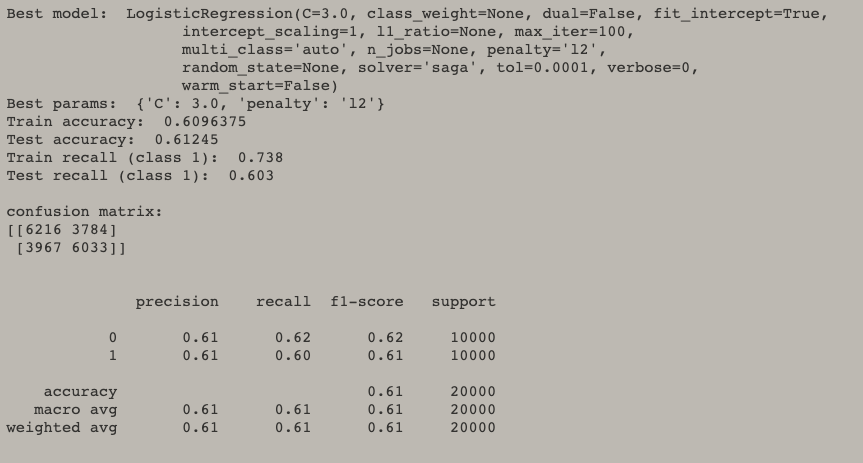 Best model:  LogisticRegression(C=3.0, class_weight=None, dual=False, fit_intercept=True,
                   intercept_scaling=1, l1_ratio=None, max_iter=100,
                   multi_class='auto', n_jobs=None, penalty='l2',
                   random_state=None, solver='saga', tol=0.0001, verbose=0,
                   warm_start=False)
Best params:  {'C': 3.0, 'penalty': 'l2'}
Train accuracy:  0.6096375
Test accuracy:  0.61245
Train recall (class 1):  0.738
Test recall (class 1):  0.603

confusion matrix:
[[6216 3784]
 [3967 6033]]

              precision    recall  f1-score   support

           0       0.61      0.62      0.62     10000
           1       0.61      0.60      0.61     10000

    accuracy                           0.61     20000
   macro avg       0.61      0.61      0.61     20000
weighted avg       0.61      0.61      0.61     20000